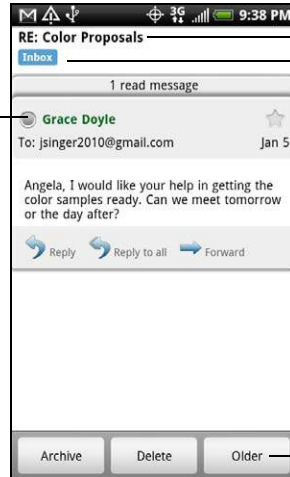 3G 9:38 PM
RE: Color Proposals
Inbox
1 read message
Grace Doyle
To: jsinger2010@gmail.com Jan 5
Angela, I would like your help in getting the
color samples ready. Can we meet tomorrow
or the day after?
Reply Reply to all Forward
Archive Delete Older